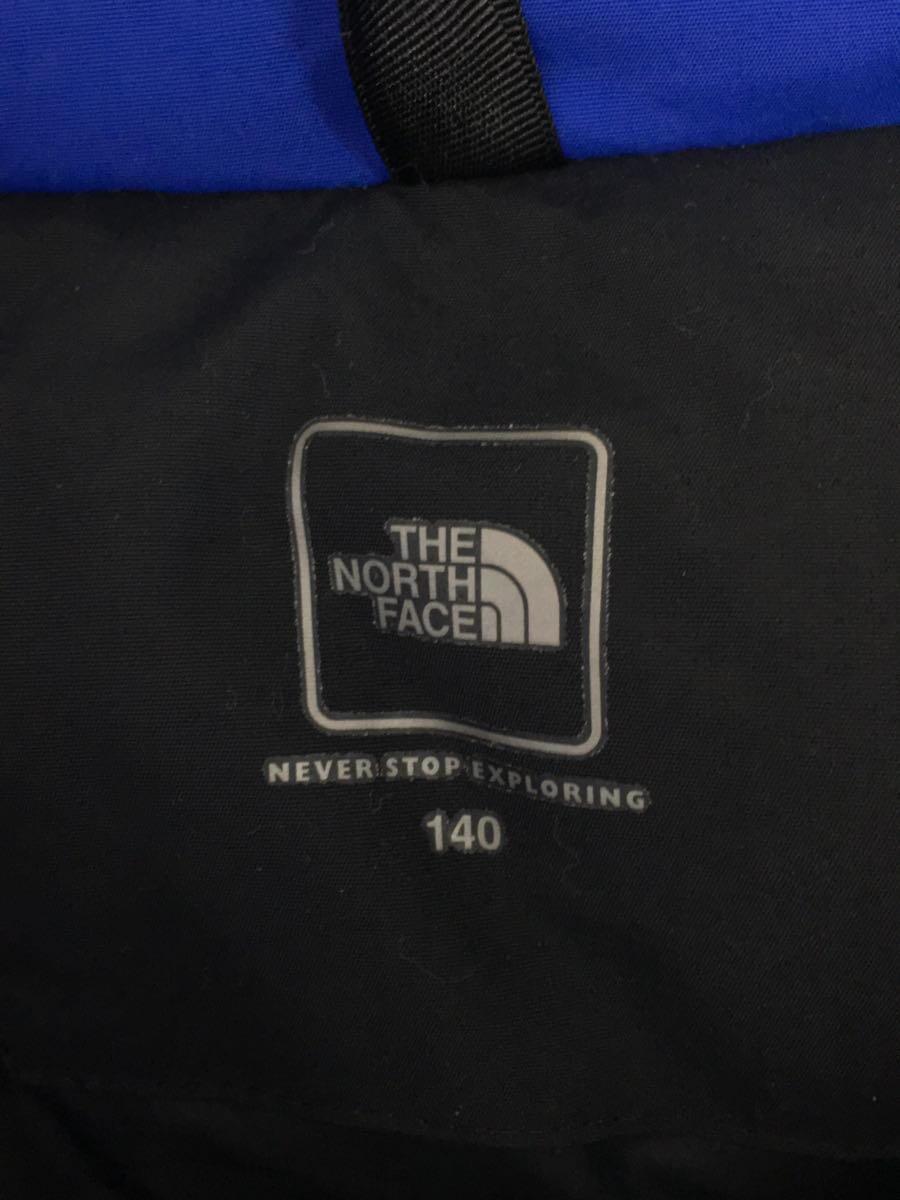 THE
NORTH
FACE
NEVER STOP EXPLORING
140